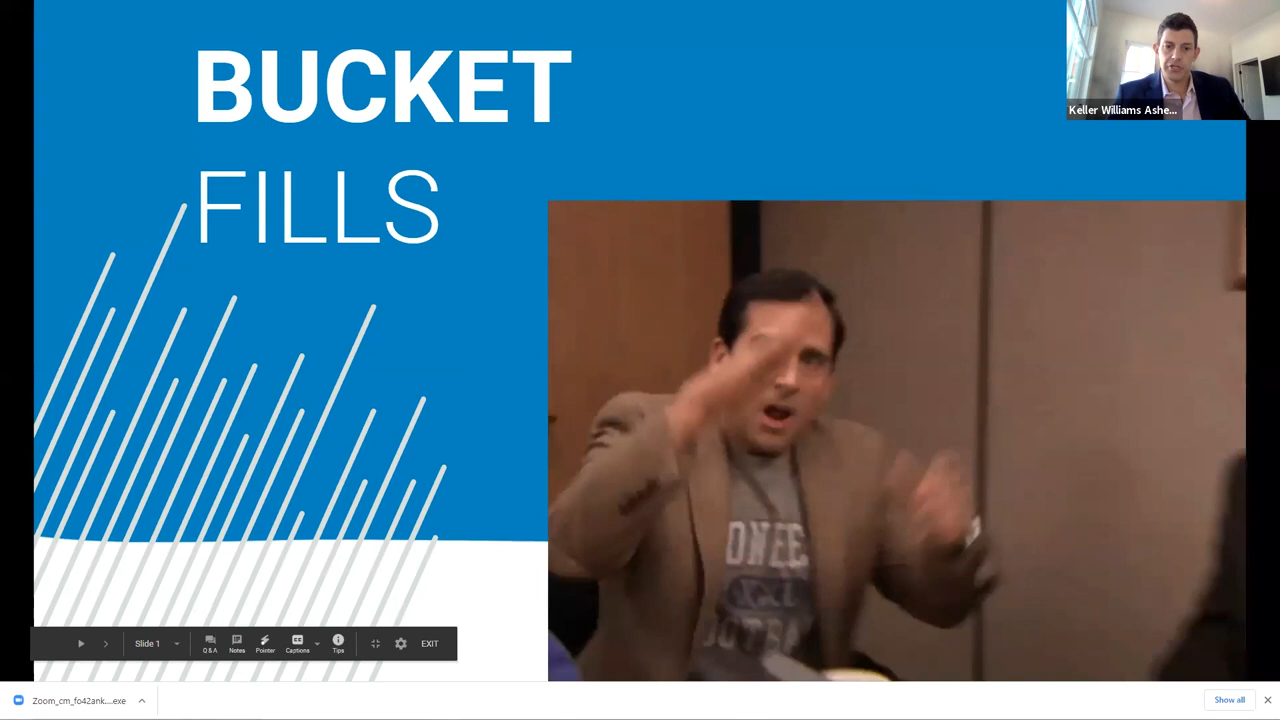 BUCKET
FILLS
Keller Williams Ashe...
Slide 1
Q & A
Notes
Pointer
Captions
Tips
EXIT
Zoom_cm_fo42ank....exe
Show all